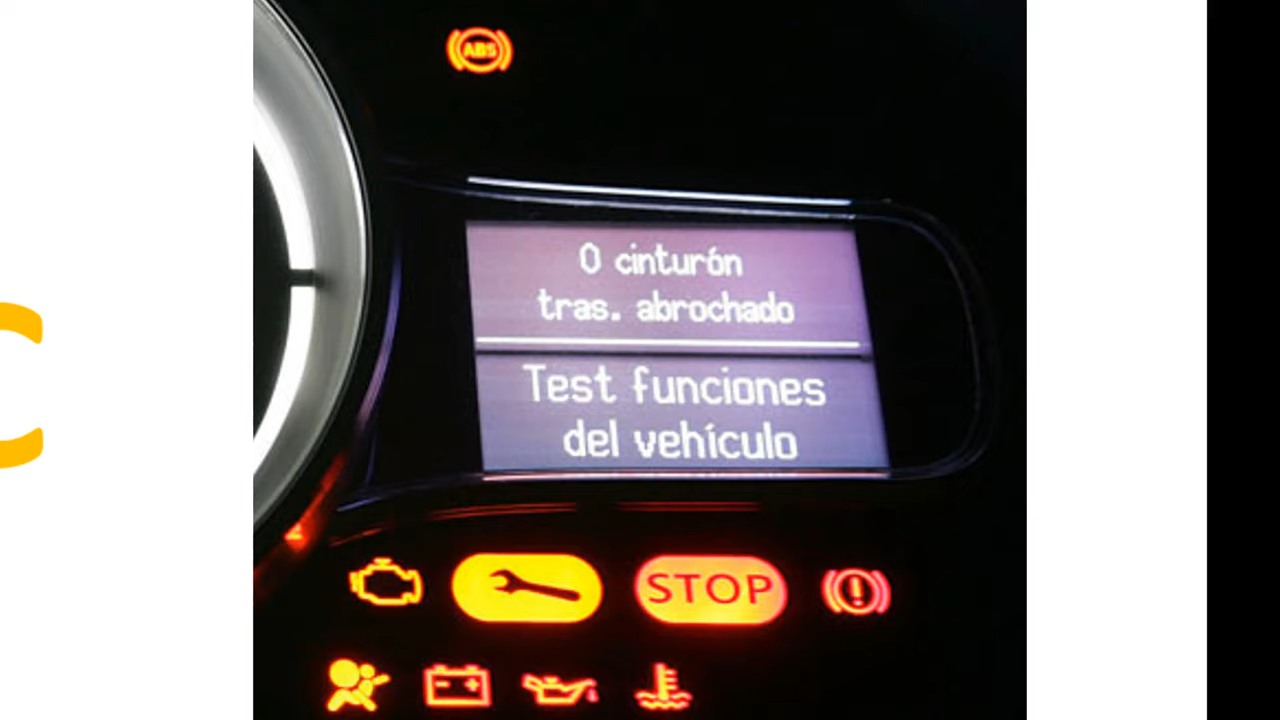 ABS
0 cinturón
tras. abrochado
Test funciones
del vehículo
STOP